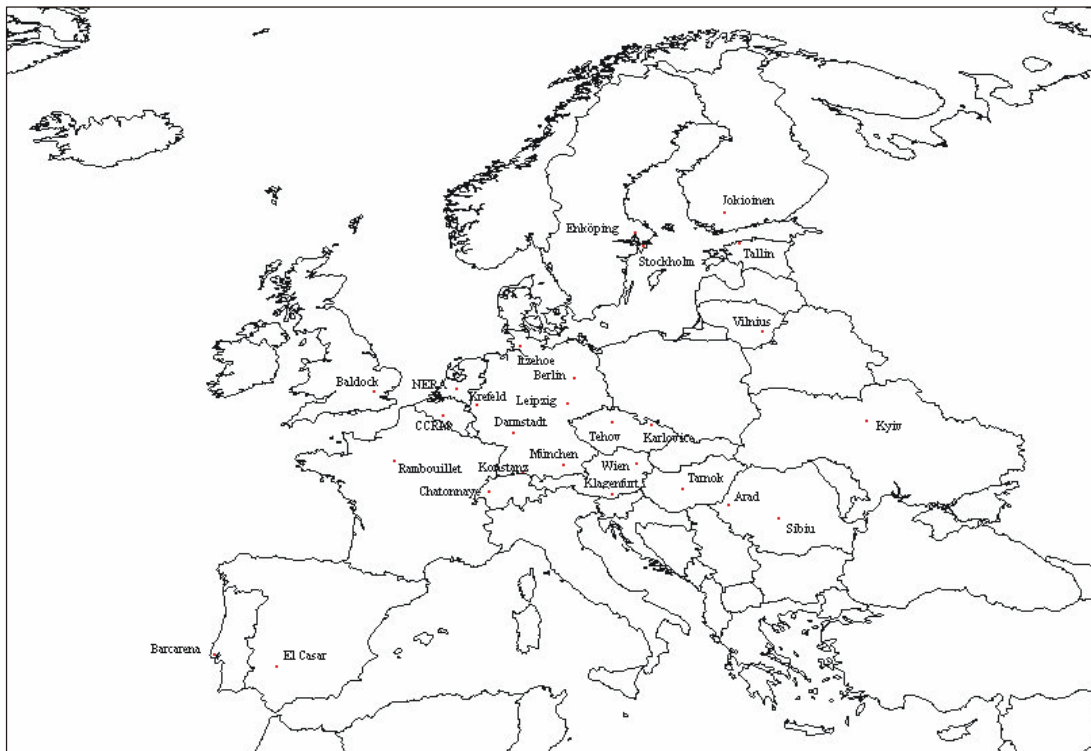 Jokioinen
Enköping
Stockholm
Tallin
Vilnius
Itzehoe
Berlin
Baldock
NERA
Krefeld
Leipzig
CCRM
Darmstadt
Tehov
Karlovice
Kyiv
München
Wien
Rambouillet
Konstanz
Klagenfurt
Tarnok
Chatonnaye
Arad
Sibiu
Barcarena
El Casar